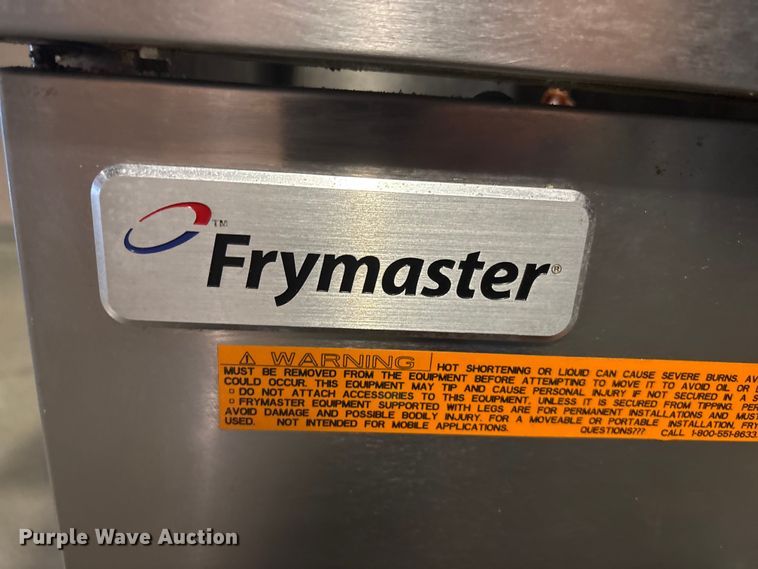 ™
Frymaster®
⚠ WARNING HOT SHORTENING OR LIQUID CAN CAUSE SEVERE BURNS.
MUST BE REMOVED FROM THE EQUIPMENT BEFORE ATTEMPTING TO MOVE IT TO AVOID OIL OR
COULD OCCUR. THIS EQUIPMENT MAY TIP AND CAUSE PERSONAL INJURY IF NOT SECURED IN A
▫ DO NOT ATTACH ACCESSORIES TO THIS EQUIPMENT, UNLESS IT IS SECURED FROM TIPPING.
▫ FRYMASTER EQUIPMENT SUPPORTED WITH LEGS ARE FOR PERMANENT INSTALLATIONS AND
AVOID DAMAGE AND POSSIBLE BODILY INJURY. FOR A MOVEABLE OR PORTABLE INSTALLATION,
USED. NOT INTENDED FOR MOBILE APPLICATIONS. QUESTIONS??? CALL 1-800-551-8633
Purple Wave Auction